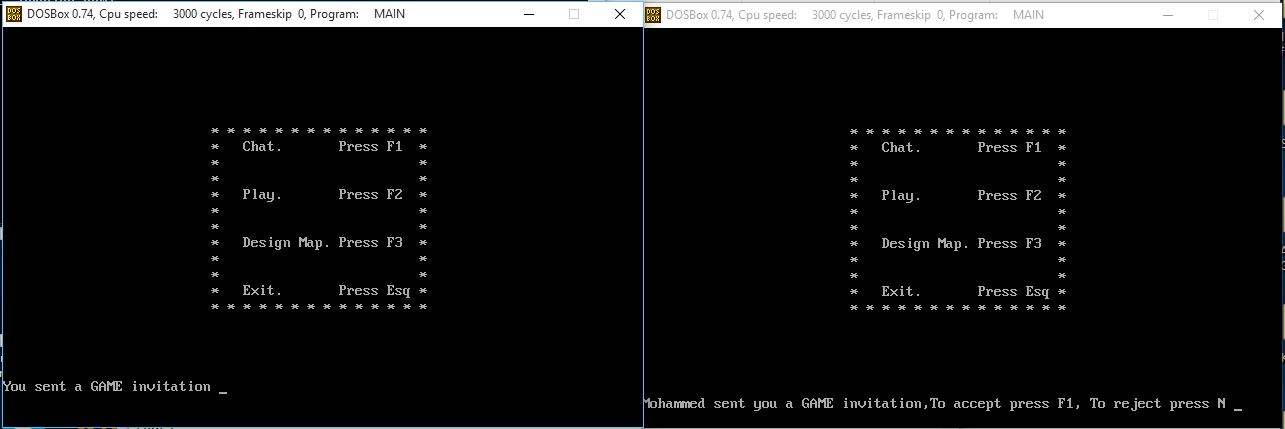 DOSBox 0.74, Cpu speed: 3000 cycles, Frameskip 0, Program: MAIN
* * * * * * * * * * * * * *
* Chat. Press F1 *
* *
* *
* Play. Press F2 *
* *
* *
* Design Map. Press F3 *
* *
* *
* Exit. Press Esq *
* * * * * * * * * * * * * *
You sent a GAME invitation _
DOSBox 0.74, Cpu speed: 3000 cycles, Frameskip 0, Program: MAIN
* * * * * * * * * * * * * *
* Chat. Press F1 *
* *
* *
* Play. Press F2 *
* *
* *
* Design Map. Press F3 *
* *
* *
* Exit. Press Esq *
* * * * * * * * * * * * * *
Mohammed sent you a GAME invitation,To accept press F1, To reject press N _